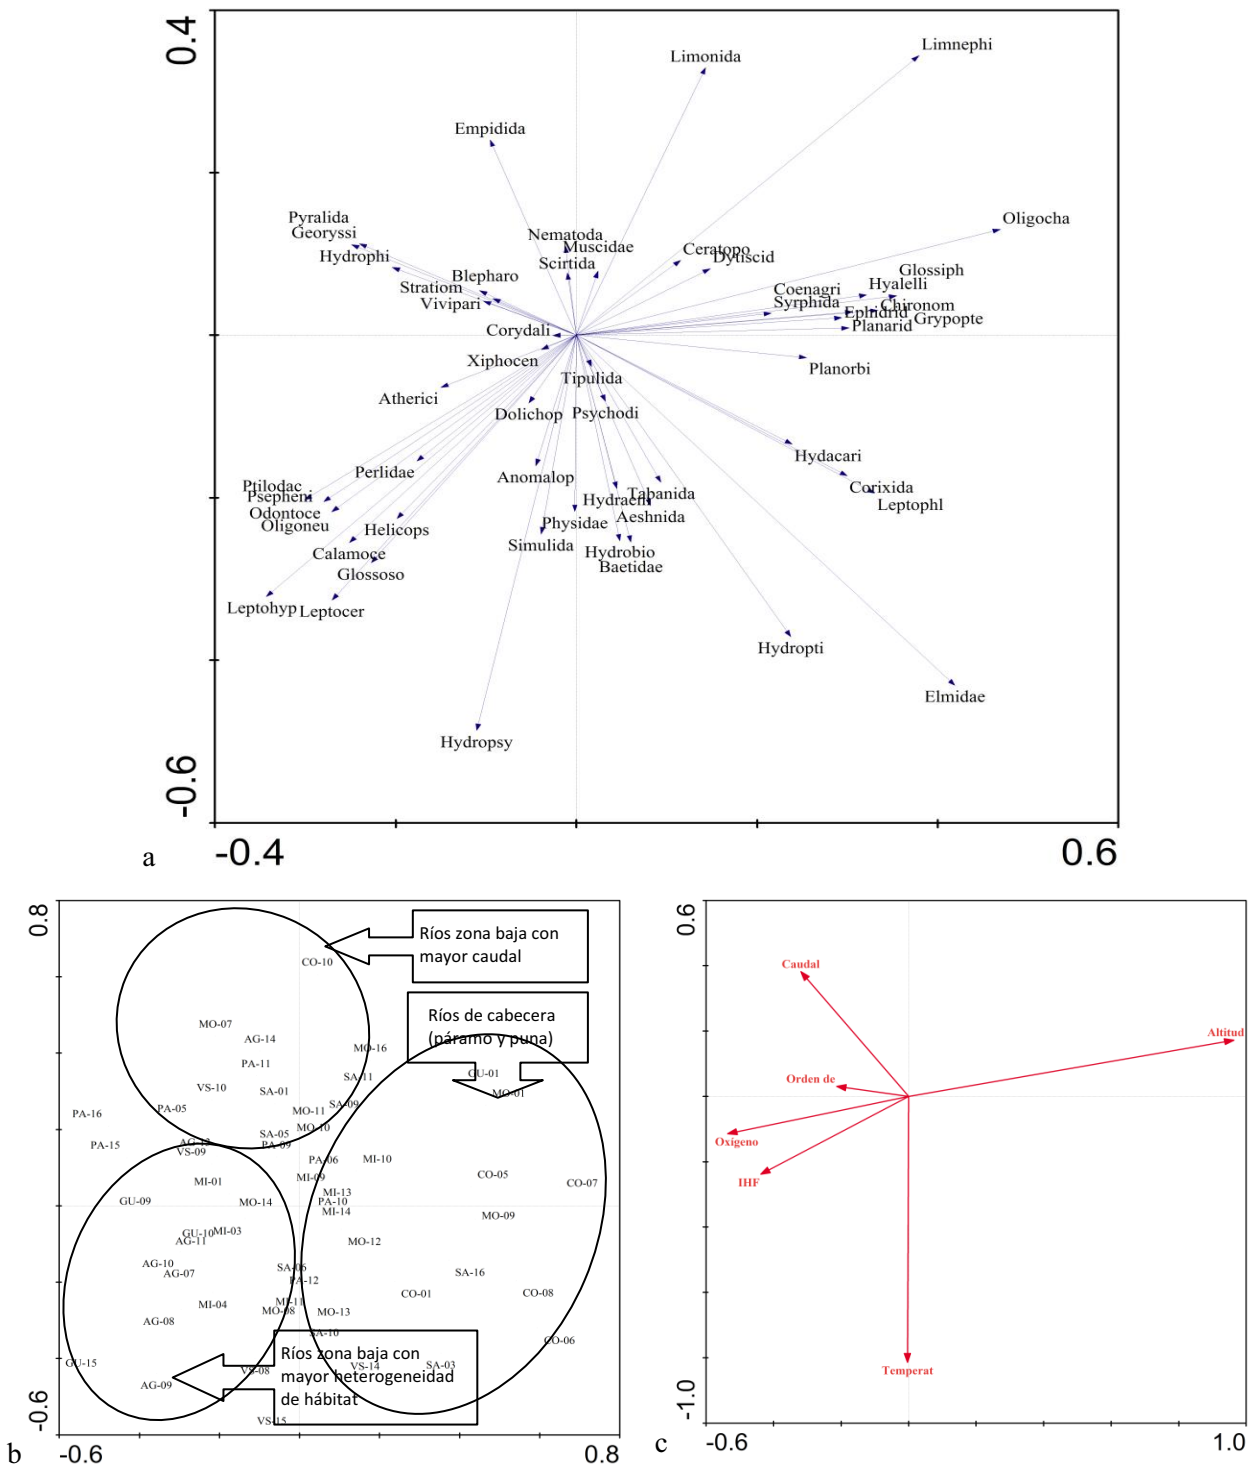 0.4
Limnephi
Limonida
Empidida
Oligocha
Pyralida
Georyssi
Hydrophi
Nematoda
Muscidae
Scirtida
Ceratopo
Dytiscid
Glossiph
Hyalelli
Coenagri
Syrphida
Chironom
Ephidrid
Grypopte
Planarid
Blepharo
Stratiom
Vivipari
Corydali
Xiphocen
Planorbi
Tipulida
Atherici
Dolichop
Psychodi
Hydacari
Perlidae
Anomalop
Corixida
Leptophl
Ptilodac
Psepheni
Odontoce
Oligoneu
Helicops
Hydrachi
Tabanida
Aeshnida
Physidae
Simulida
Hydrobio
Baetidae
Calamoce
Glossoso
Leptohyp
Leptocer
Hydropti
Elmidae
Hydropsy
-0.6
a
-0.4
0.6
0.8
Ríos zona baja con
mayor caudal
CO-10
Ríos de cabecera
(páramo y puna)
MO-07
AG-14
MO-16
PA-11
SA-11
GU-01
VS-10
SA-01
MO-01
PA-16
PA-05
MO-11
SA-09
MO-10
SA-05
PA-15
AG-12
PA-09
VS-09
PA-06
MI-10
MI-01
MI-09
CO-05
CO-07
GU-09
MO-14
MI-13
PA-10
MI-14
MO-09
GU-10
MI-03
AG-11
MO-12
AG-10
AG-07
SA-06
PA-12
SA-16
CO-01
CO-08
MI-04
MI-11
MO-08
MO-13
AG-08
SA-10
CO-06
GU-15
VS-08
VS-14
SA-03
AG-09
VS-15
Ríos zona baja con
mayor heterogeneidad
de hábitat
-0.6
b
-0.6
0.8
0.6
Caudal
Altitud
Orden de
Oxigeno
IHF
Temperat
-1.0
c
-0.6
1.0